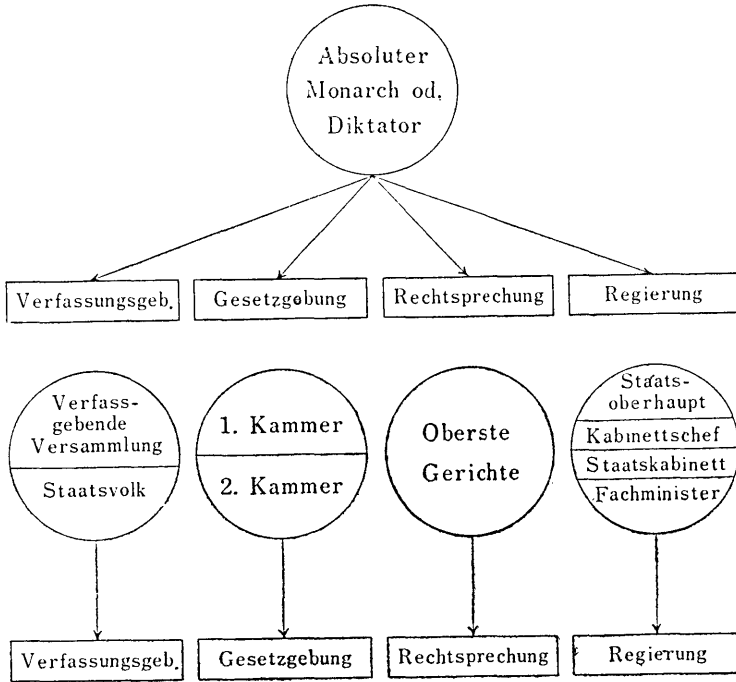 Absoluter
Monarch od.
Diktator
Verfassungsgeb.
Gesetzgobung
Rechtsprechung
Regierung
Verfass-
gebende
Versammlung
Staatsvolk
1. Kammer
2. Kammer
Oberste
Gerichte
Staats-
oberhaupt
Kabinettschef
Staatskabinett
Fachminister
Verfassungsgeb.
Gesetzgebung
Rechtsprechung
Regierung